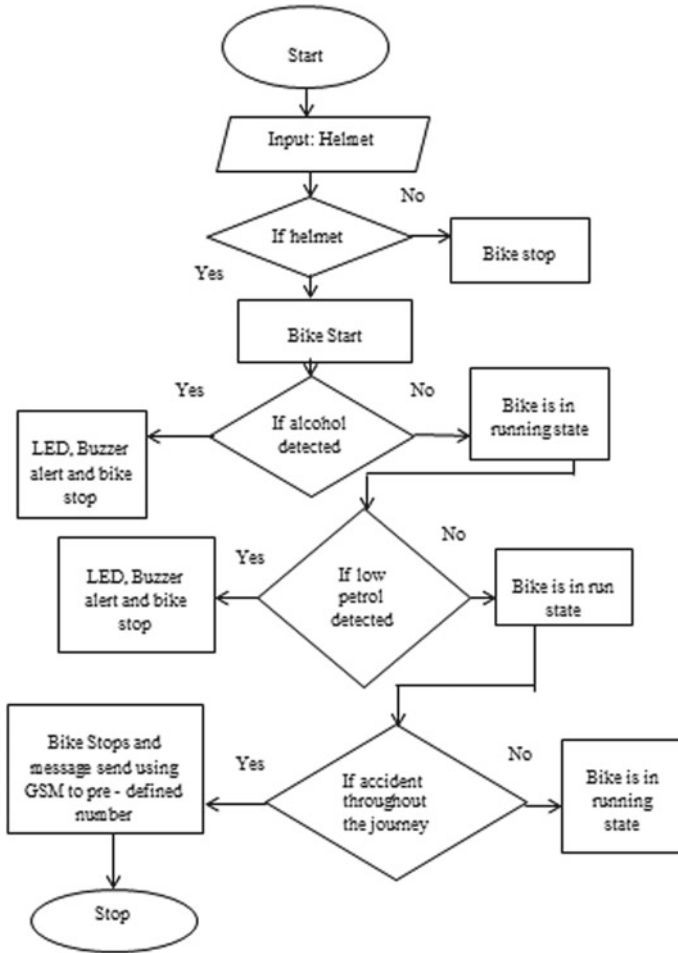 Start
Input: Helmet
No
If helmet
Bike stop
Yes
Bike Start
Yes
No
Bike is in
running state
If alcohol
detected
LED, Buzzer
alert and bike
stop
Yes
No
LED, Buzzer
alert and bike
stop
If low
petrol
detected
Bike is in run
state
Bike Stops and
message send using
GSM to pre - defined
number
Yes
No
If accident
throughout
the journey
Bike is in
running
state
Stop